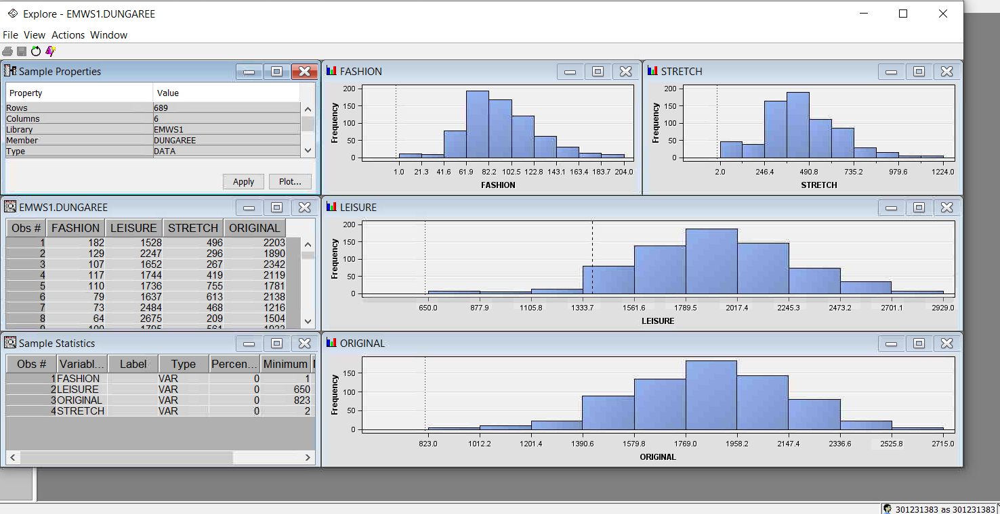 Explore - EMWS1.DUNGAREE
File View Actions Window
Sample Properties
Property Value
Rows 689
Columns 6
Library EMWS1
Member DUNGAREE
Type DATA
Apply Plot...
FASHION
Frequency
200
150
100
50
0
1.0 21.3 41.6 61.9 82.2 102.5 122.8 143.1 163.4 183.7 204.0
FASHION
STRETCH
Frequency
200
150
100
50
0
2.0 246.4 490.8 735.2 979.6 1224.0
STRETCH
EMWS1.DUNGAREE
Obs # FASHION LEISURE STRETCH ORIGINAL
1 182 1528 496 2203
2 129 2247 296 1890
3 107 1652 267 2342
4 117 1744 419 2119
5 110 1736 755 1781
6 79 1637 613 2138
7 73 2484 468 1216
8 64 2675 209 1504
LEISURE
Frequency
200
150
100
50
0
650.0 877.9 1105.8 1333.7 1561.6 1789.5 2017.4 2245.3 2473.2 2701.1 2929.0
LEISURE
Sample Statistics
Obs # Variabl... Label Type Percen... Minimum
1 FASHION VAR 0 1
2 LEISURE VAR 0 650
3 ORIGINAL VAR 0 823
4 STRETCH VAR 0 2
ORIGINAL
Frequency
150
100
50
0
823.0 1012.2 1201.4 1390.6 1579.8 1769.0 1958.2 2147.4 2336.6 2525.8 2715.0
ORIGINAL
301231383 as 301231383